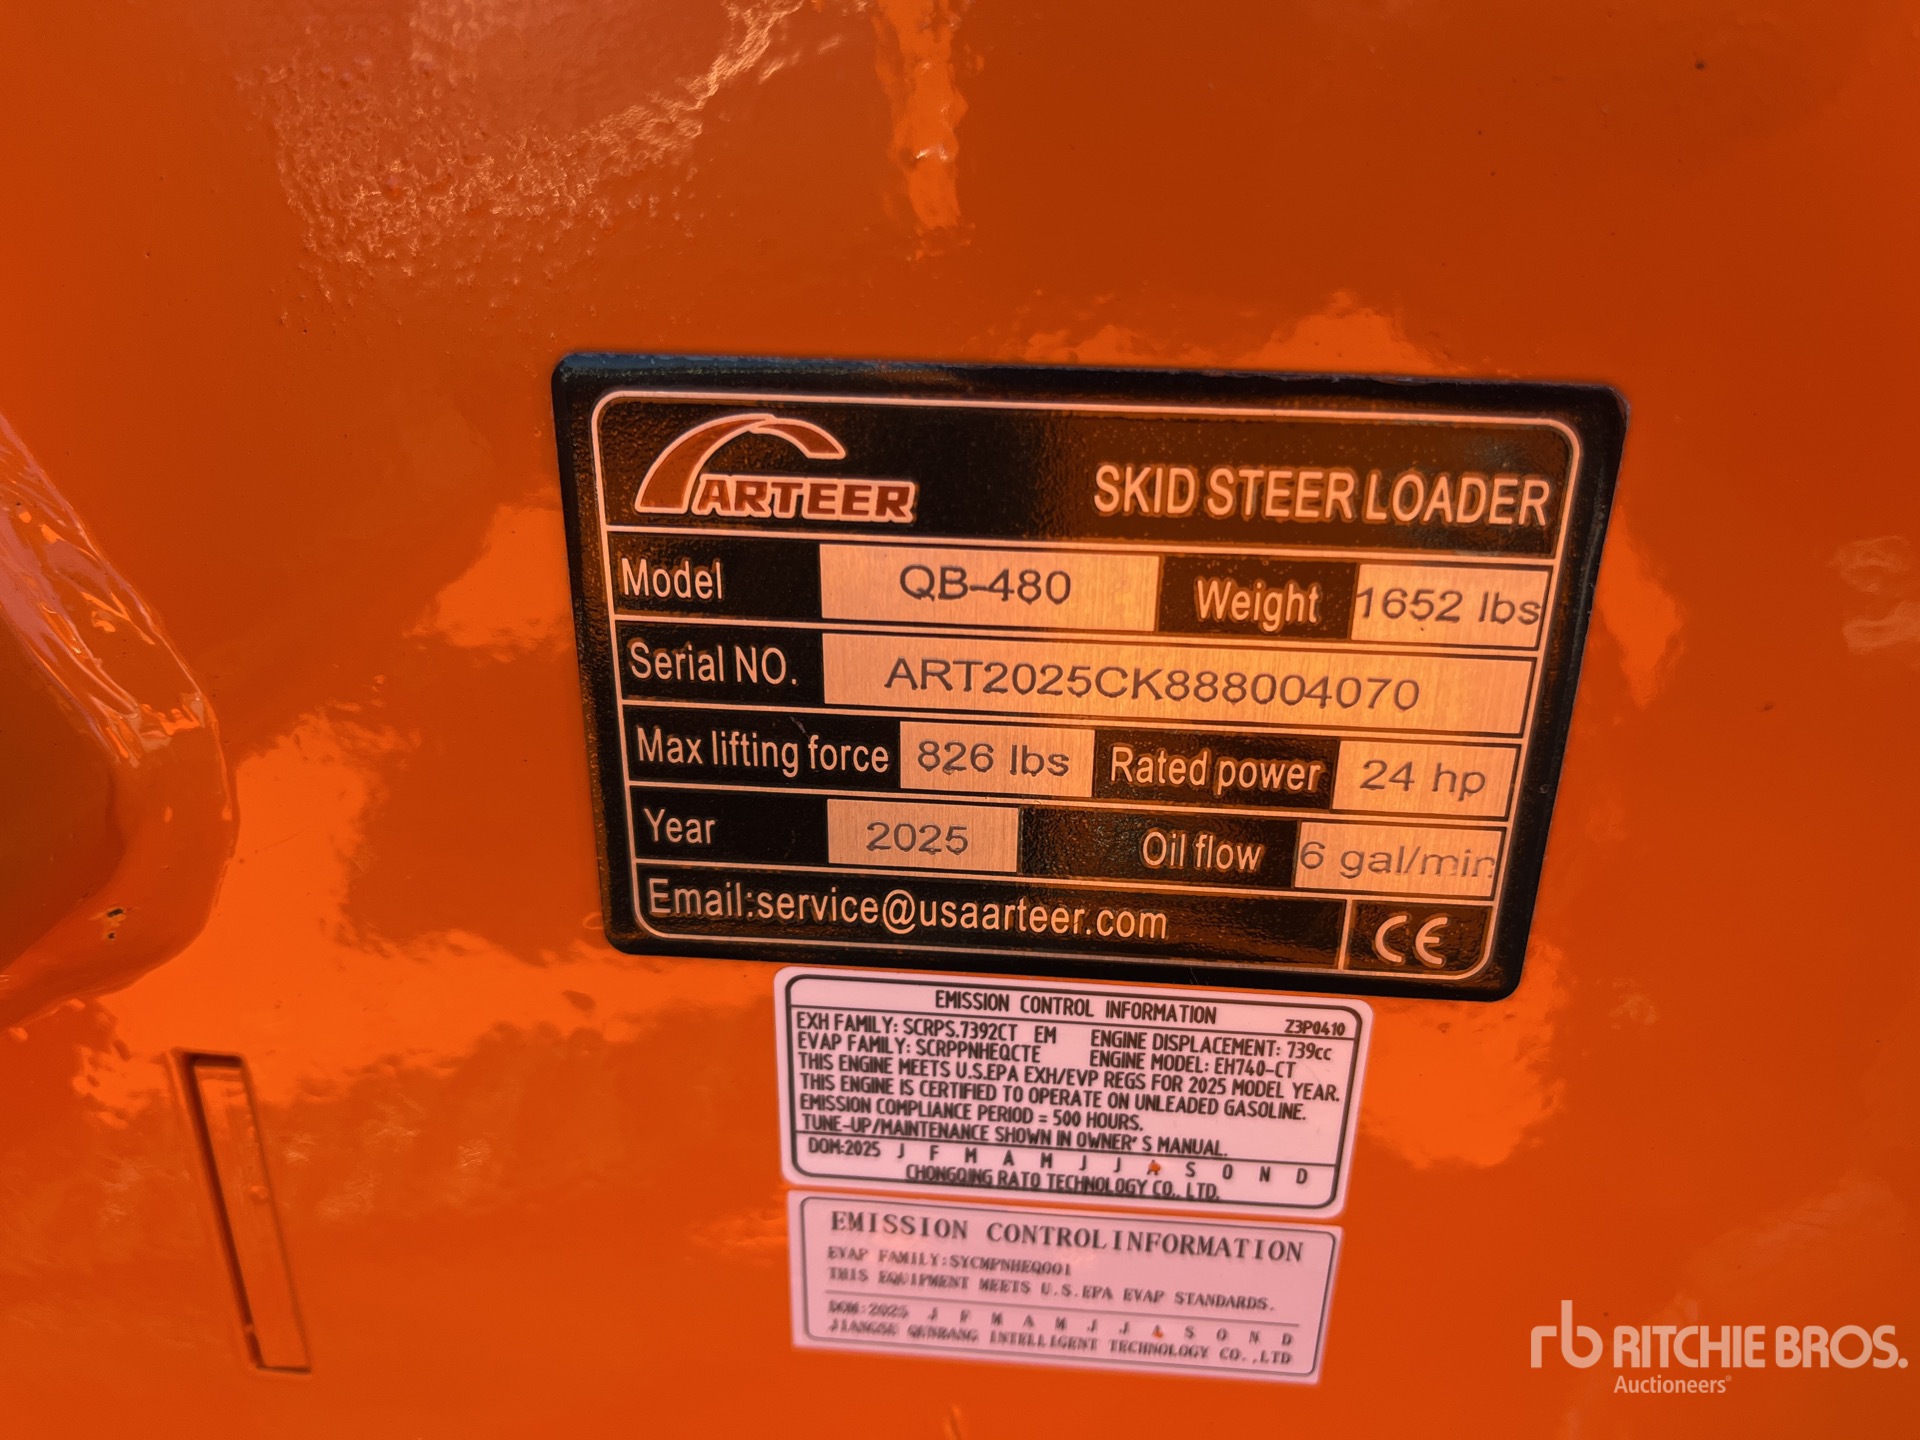 ARTEER
SKID STEER LOADER
Model QB-480 Weight 1652 lbs
Serial NO. ART2025CK888004070
Max lifting force 826 lbs Rated power 24 hp
Year 2025 Oil flow 6 gal/min
Email:service@usaarteer.com CE
EMISSION CONTROL INFORMATION
Z3P0410
EXH FAMILY: SCRPS.7392CT EM ENGINE DISPLACEMENT: 739cc
EVAP FAMILY: SCRPPNHEQCTE ENGINE MODEL: EH740-CT
THIS ENGINE MEETS U.S.EPA EXH/EVP REGS FOR 2025 MODEL YEAR.
THIS ENGINE IS CERTIFIED TO OPERATE ON UNLEADED GASOLINE.
EMISSION COMPLIANCE PERIOD = 500 HOURS.
TUNE-UP/MAINTENANCE SHOWN IN OWNER'S MANUAL.
DOM:2025 J F M A M J J A S O N D
CHONGQING RATO TECHNOLOGY CO., LTD.
EMISSION CONTROL INFORMATION
EVAP FAMILY:SYCMPNHEQ001
THIS EQUIPMENT MEETS U.S.EPA EVAP STANDARDS.
DOM:2025 J F M A M J J A S O N D
JIANGSU QUNBANG INTELLIGENT TECHNOLOGY CO.,LTD
rb RITCHIE BROS.
Auctioneers